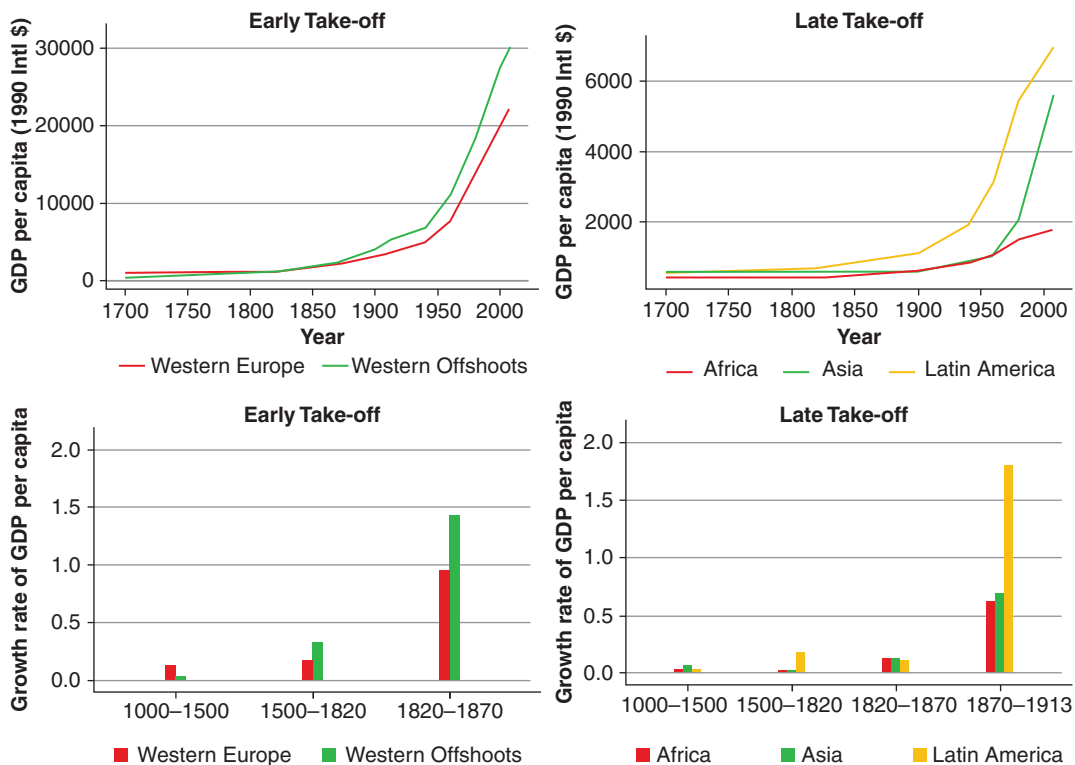 Early Take-off
GDP per capita (1990 Intl $)
30000
20000
10000
0
1700 1750 1800 1850 1900 1950 2000
Year
Western Europe Western Offshoots
Late Take-off
GDP per capita (1990 Intl $)
6000
4000
2000
1700 1750 1800 1850 1900 1950 2000
Year
Africa Asia Latin America
Early Take-off
Growth rate of GDP per capita
2.0
1.5
1.0
0.5
0.0
1000–1500 1500–1820 1820–1870
Western Europe Western Offshoots
Late Take-off
Growth rate of GDP per capita
2.0
1.5
1.0
0.5
0.0
1000–1500 1500–1820 1820–1870 1870–1913
Africa Asia Latin America